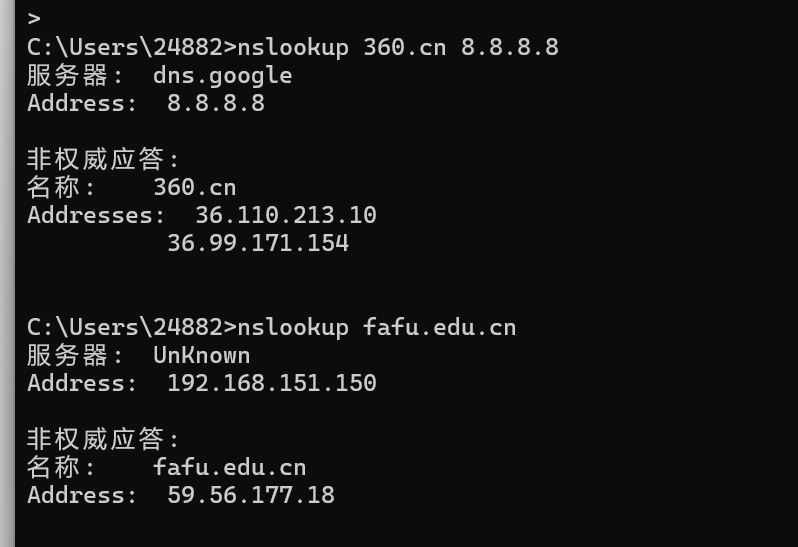 >
C:\Users\24882>nslookup 360.cn 8.8.8.8
服务器:  dns.google
Address:  8.8.8.8
非权威应答:
名称:    360.cn
Addresses:  36.110.213.10
          36.99.171.154
C:\Users\24882>nslookup fafu.edu.cn
服务器:  UnKnown
Address:  192.168.151.150
非权威应答:
名称:    fafu.edu.cn
Address:  59.56.177.18